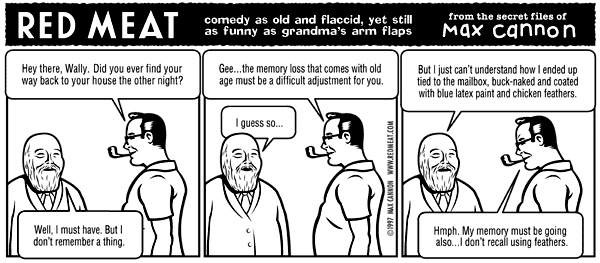 RED MEAT
comedy as old and flaccid, yet still
as funny as grandma's arm flaps
from the secret files of
Max cannon
Hey there, Wally. Did you ever find your
way back to your house the other night?
Well, I must have. But I
don't remember a thing.
Gee...the memory loss that comes with old
age must be a difficult adjustment for you.
I guess so...
©1997 MAX CANNON WWW.REDMEAT.COM
But I just can't understand how I ended up
tied to the mailbox, buck-naked and coated
with blue latex paint and chicken feathers.
Hmph. My memory must be going
also...I don't recall using feathers.